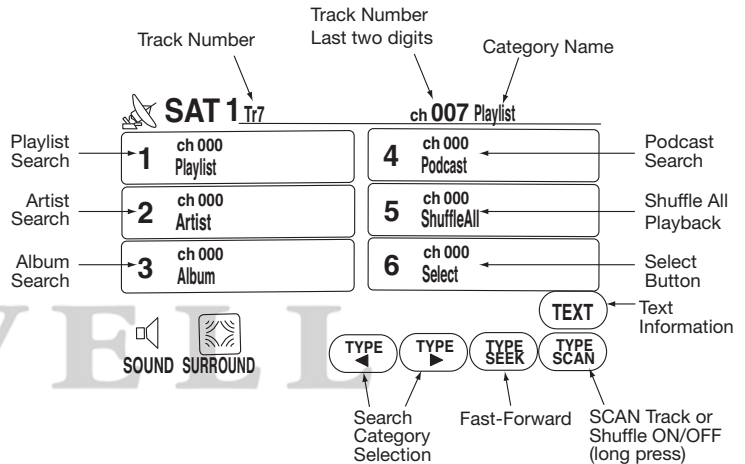 Track Number
Track Number
Last two digits
Category Name
SAT 1 Tr7
ch 007 Playlist
Playlist
Search
1
ch 000
Playlist
4
ch 000
Podcast
Podcast
Search
Artist
Search
2
ch 000
Artist
5
ch 000
ShuffleAll
Shuffle All
Playback
Album
Search
3
ch 000
Album
6
ch 000
Select
Select
Button
TEXT
Text
Information
SOUND
SURROUND
TYPE
TYPE
TYPE
SEEK
TYPE
SCAN
Search
Category
Selection
Fast-Forward
SCAN Track or
Shuffle ON/OFF
(long press)